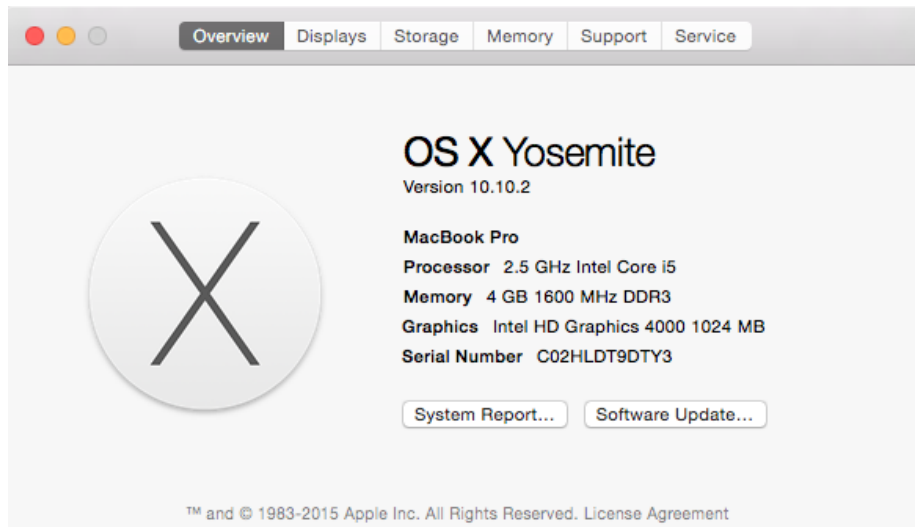 Overview Displays Storage Memory Support Service
OS X Yosemite
Version 10.10.2
MacBook Pro
Processor 2.5 GHz Intel Core i5
Memory 4 GB 1600 MHz DDR3
Graphics Intel HD Graphics 4000 1024 MB
Serial Number C02HLDT9DTY3
System Report... Software Update...
™ and © 1983-2015 Apple Inc. All Rights Reserved. License Agreement